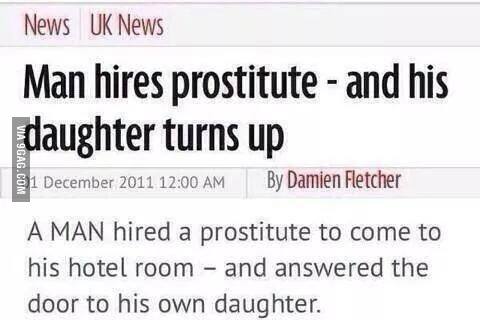 News UK News
Man hires prostitute - and his
daughter turns up
1 December 2011 12:00 AM By Damien Fletcher
A MAN hired a prostitute to come to
his hotel room – and answered the
door to his own daughter.
VIA 9GAG.COM